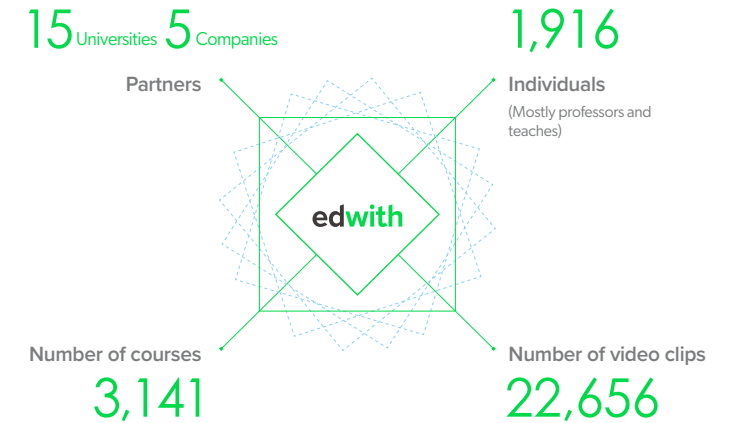 15 Universities 5 Companies
Partners
1,916
Individuals
(Mostly professors and
teaches)
edwith
Number of courses
3,141
Number of video clips
22,656